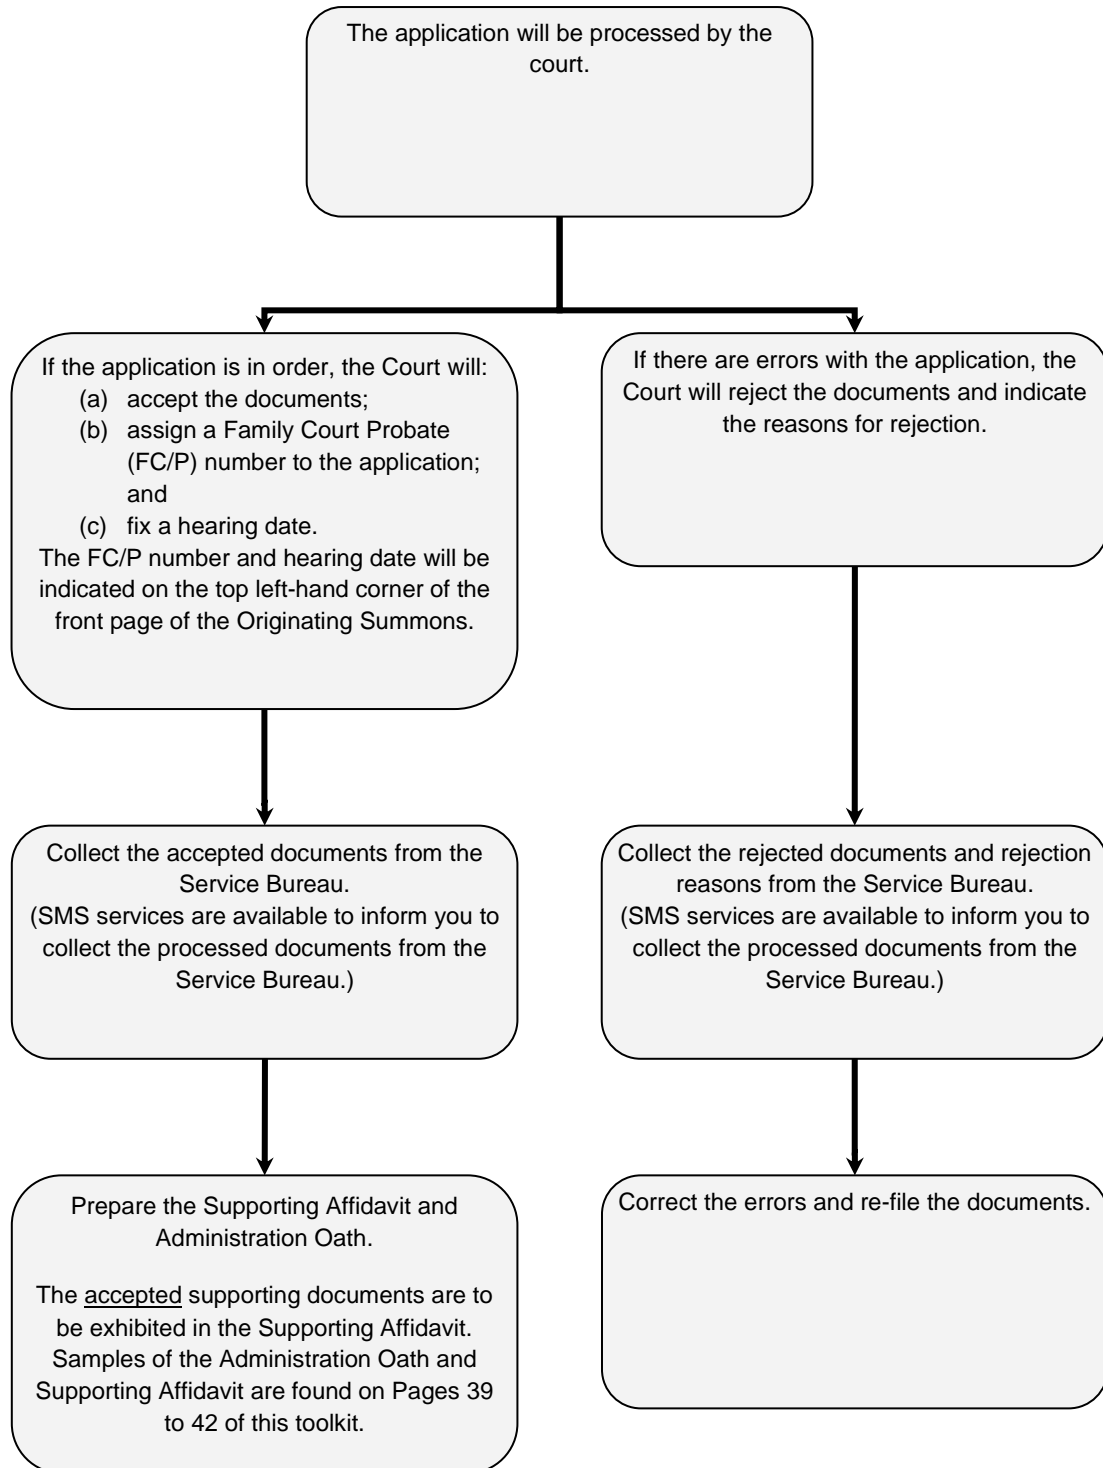 The application will be processed by the
court.
If the application is in order, the Court will:
(a) accept the documents;
(b) assign a Family Court Probate
(FC/P) number to the application;
and
(c) fix a hearing date.
The FC/P number and hearing date will be
indicated on the top left-hand corner of the
front page of the Originating Summons.
If there are errors with the application, the
Court will reject the documents and indicate
the reasons for rejection.
Collect the accepted documents from the
Service Bureau.
(SMS services are available to inform you to
collect the processed documents from the
Service Bureau.)
Collect the rejected documents and rejection
reasons from the Service Bureau.
(SMS services are available to inform you to
collect the processed documents from the
Service Bureau.)
Prepare the Supporting Affidavit and
Administration Oath.
The accepted supporting documents are to
be exhibited in the Supporting Affidavit.
Samples of the Administration Oath and
Supporting Affidavit are found on Pages 39
to 42 of this toolkit.
Correct the errors and re-file the documents.